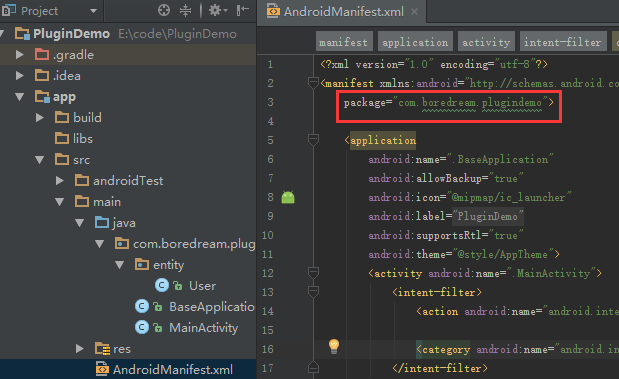 Project
PluginDemo E:\code\PluginDemo
.gradle
.idea
app
build
libs
src
androidTest
main
java
com.boredream.plug
entity
User
BaseApplication
MainActivity
res
AndroidManifest.xml
AndroidManifest.xml
manifest application activity intent-filter
1 <?xml version="1.0" encoding="utf-8"?>
2 <manifest xmlns:android="http://schemas.android.co
3 package="com.boredream.plugindemo">
4
5 <application
6 android:name=".BaseApplication"
7 android:allowBackup="true"
8 android:icon="@mipmap/ic_launcher"
9 android:label="PluginDemo"
10 android:supportsRtl="true"
11 android:theme="@style/AppTheme">
12 <activity android:name=".MainActivity">
13 <intent-filter>
14 <action android:name="android.inte
15
16 <category android:name="android.in
17 </intent-filter>